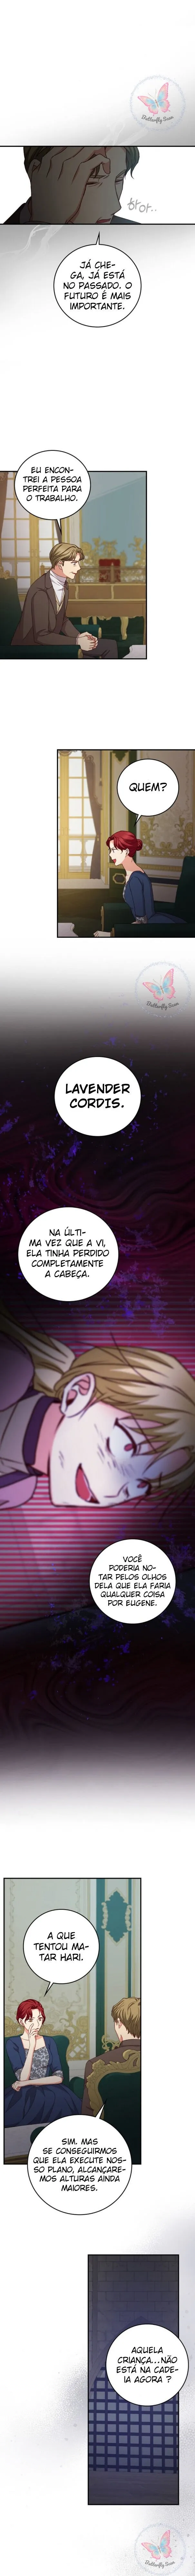 Butterfly Scan
하아..
JÁ CHE-
GA, JÁ ESTÁ
NO PASSADO. O
FUTURO É MAIS
IMPORTANTE.
EU ENCON-
TREI A PESSOA
PERFEITA PARA
O TRABALHO.
QUEM?
Butterfly Scan
LAVENDER
CORDIS.
NA ÚLTI-
MA VEZ QUE A VI,
ELA TINHA PERDIDO
COMPLETAMENTE
A CABEÇA.
VOCÊ
PODERIA NO-
TAR PELOS OLHOS
DELA QUE ELA FARIA
QUALQUER COISA
POR EUGENE.
A QUE
TENTOU MA-
TAR HARI.
SIM. MAS
SE CONSEGUIRMOS
QUE ELA EXECUTE NOS-
SO PLANO, ALCANÇARE-
MOS ALTURAS AINDA
MAIORES.
AQUELA
CRIANÇA...NÃO
ESTÁ NA CADE-
IA AGORA ?
Butterfly Scan